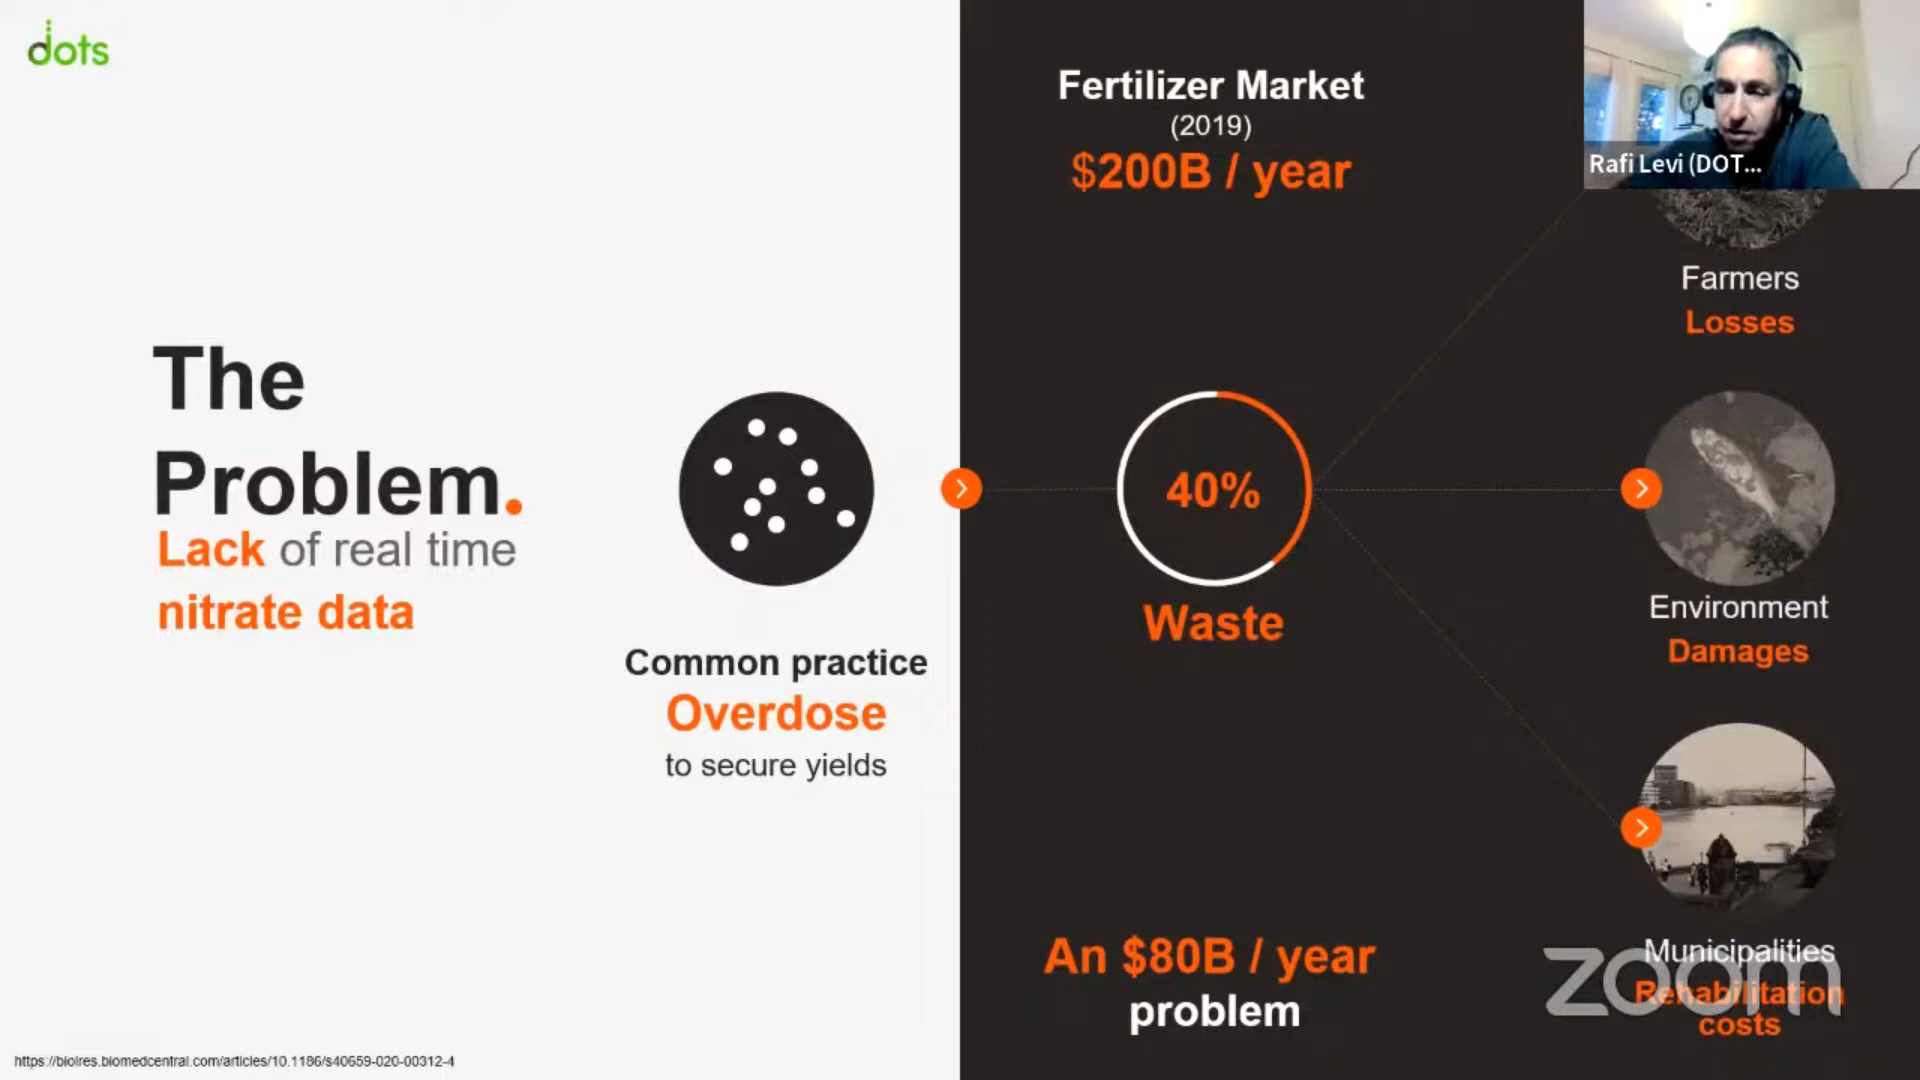 dots
The
Problem.
Lack of real time
nitrate data
Common practice
Overdose
to secure yields
Fertilizer Market
(2019)
$200B / year
40%
Waste
An $80B / year
problem
Rafi Levi (DOT...
Farmers
Losses
Environment
Damages
Municipalities
Rehabilitation
costs
zoom
https://biolres.biomedcentral.com/articles/10.1186/s40659-020-00312-4